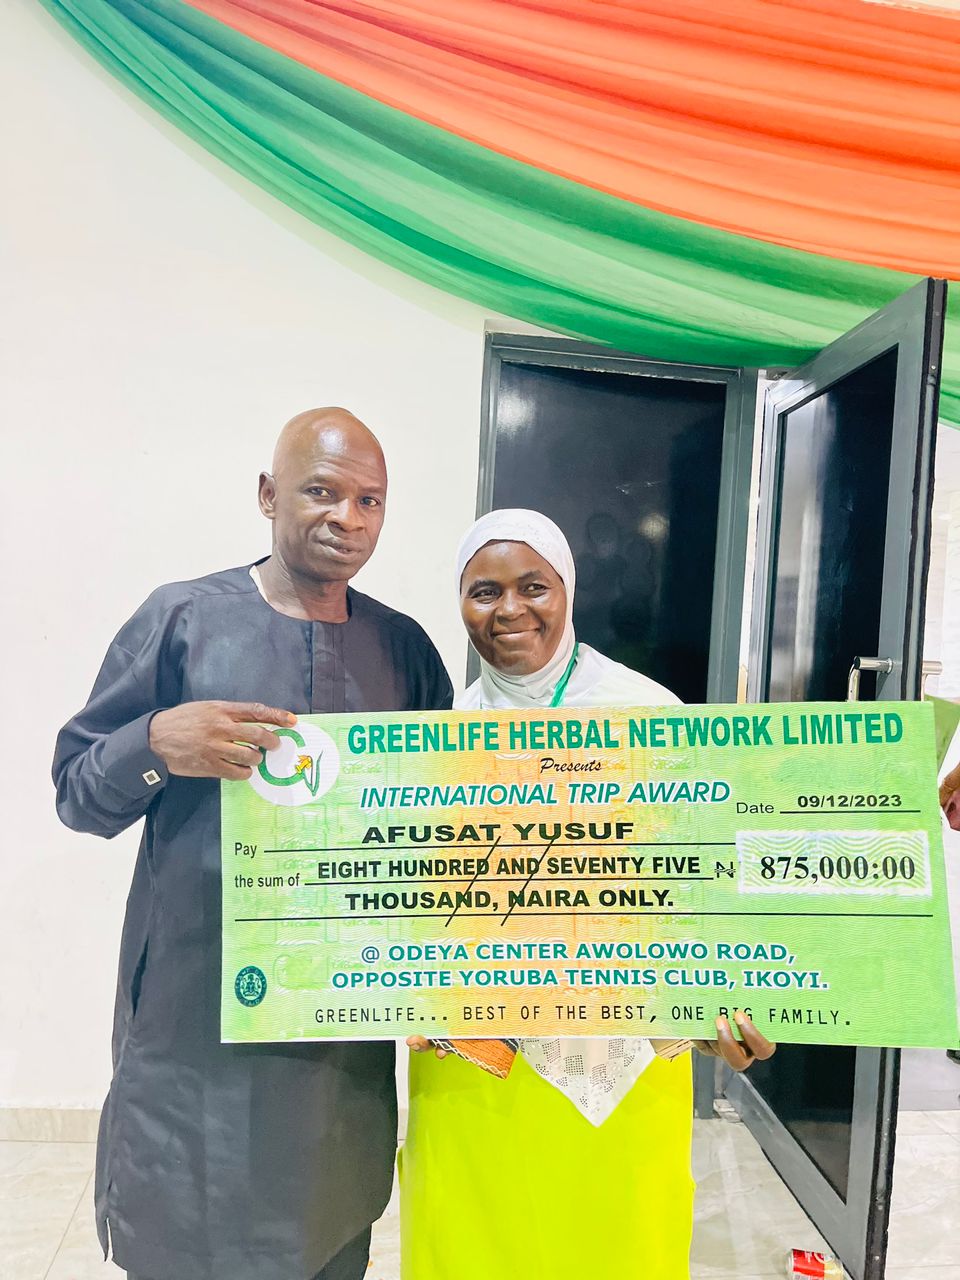 GREENLIFE HERBAL NETWORK LIMITED
Presents
INTERNATIONAL TRIP AWARD
Date 09/12/2023
Pay AFUSAT YUSUF
the sum of EIGHT HUNDRED AND SEVENTY FIVE ₦ 875,000:00
THOUSAND, NAIRA ONLY.
@ ODEYA CENTER AWOLOWO ROAD,
OPPOSITE YORUBA TENNIS CLUB, IKOYI.
GREENLIFE... BEST OF THE BEST, ONE BIG FAMILY.